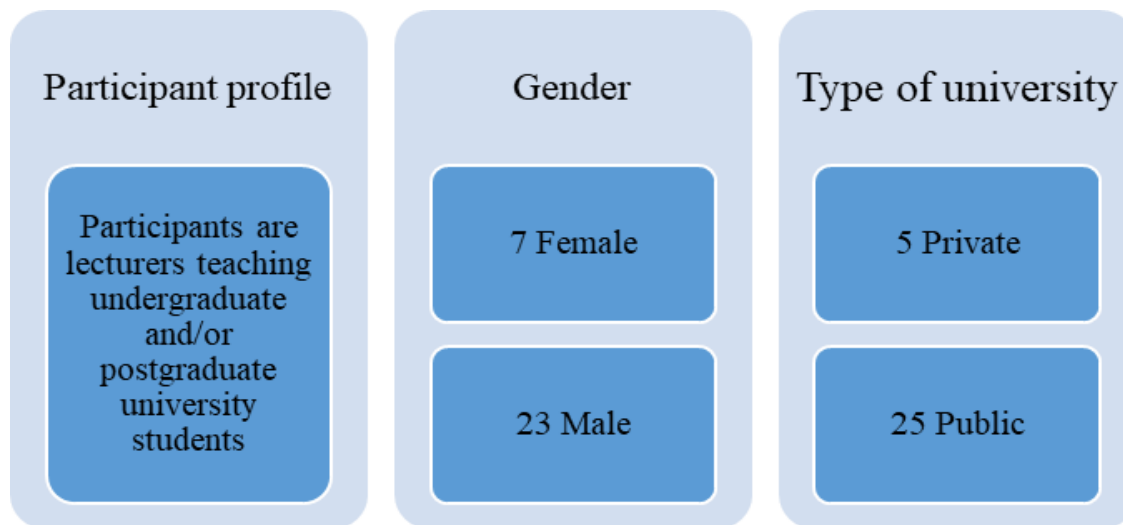 Participant profile
Participants are
lecturers teaching
undergraduate
and/or
postgraduate
university
students
Gender
7 Female
23 Male
Type of university
5 Private
25 Public